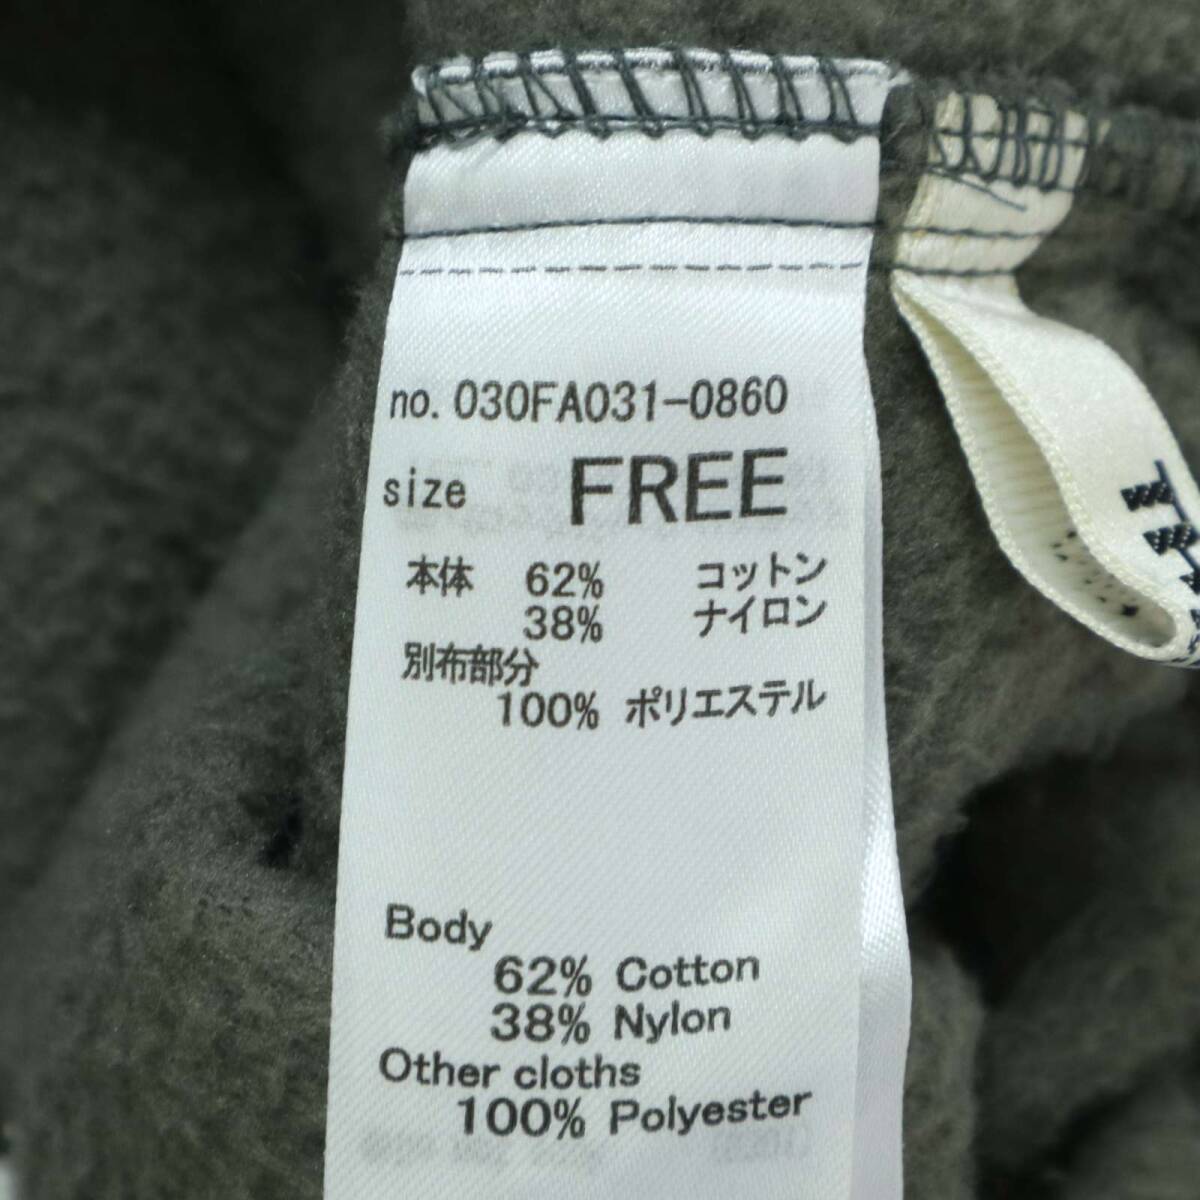 no. 030FA031-0860
size FREE
本体 62% コットン
38% ナイロン
別布部分
100% ポリエステル
Body
62% Cotton
38% Nylon
Other cloths
100% Polyester